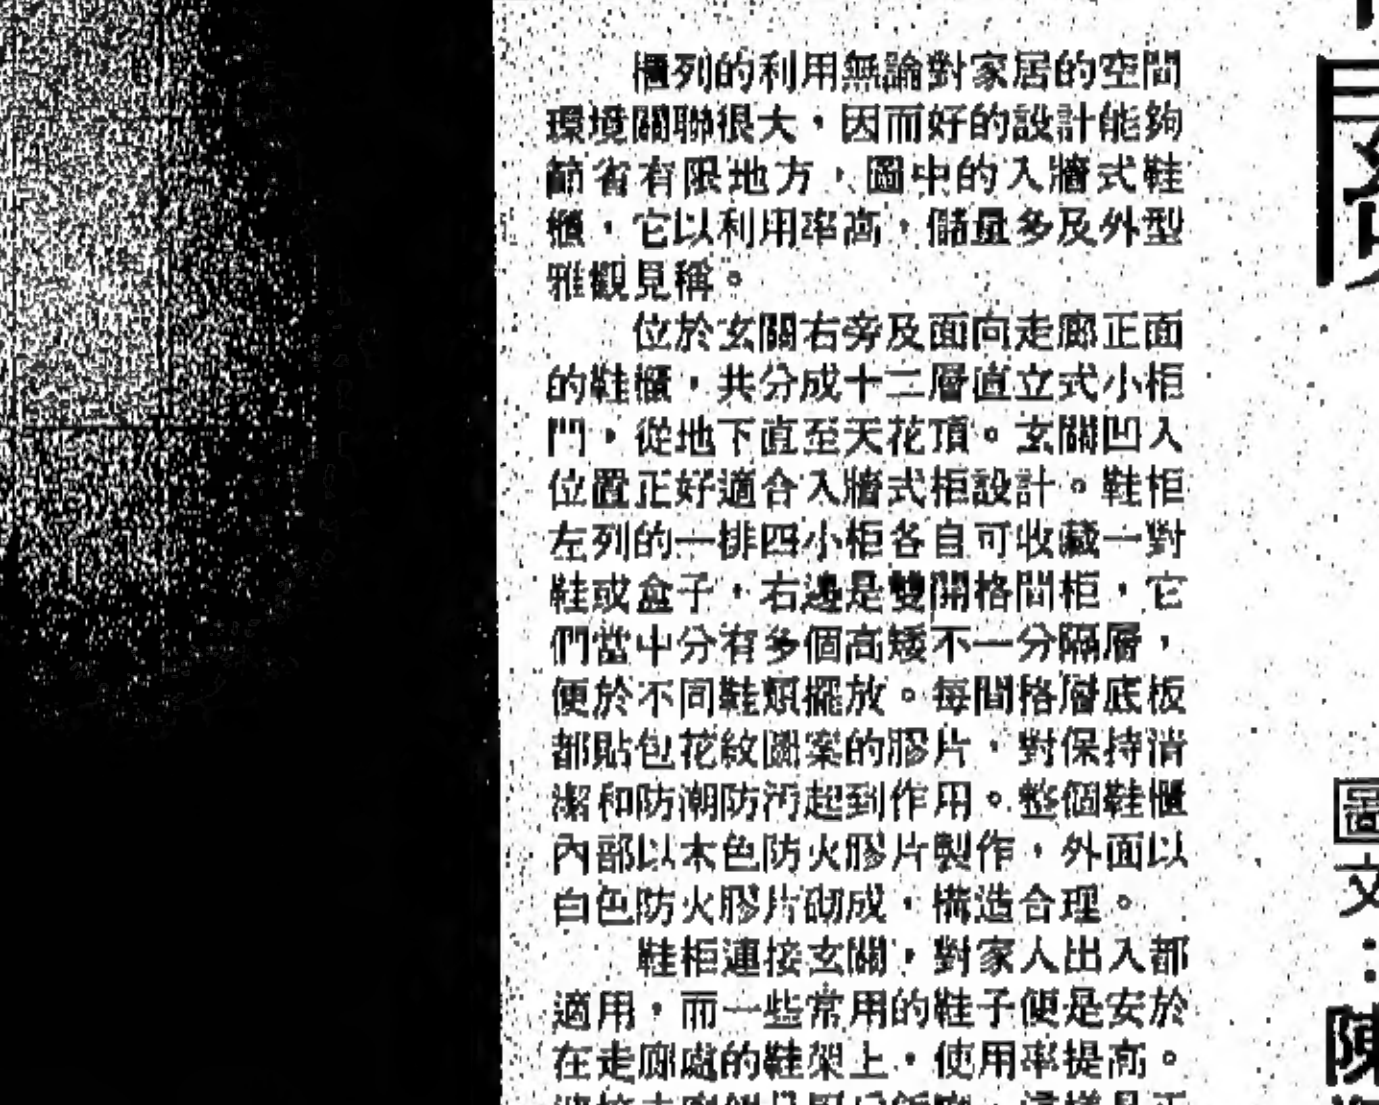 櫃列的利用無論對家居的空間
環境關聯很大，因而好的設計能夠
節省有限地方，圖中的入牆式鞋
櫃，它以利用率高，儲量多及外型
雅觀見稱。
位於玄關右旁及面向走廊正面
的鞋櫃，共分成十二層直立式小柜
門，從地下直至天花頂。玄關凹入
位置正好適合入牆式柜設計。鞋柜
左列的一排四小柜各自可收藏一對
鞋或盒子，右邊是雙開格間柜，它
們當中分有多個高矮不一分隔層，
便於不同鞋類擺放。每間格層底板
都貼包花紋圖案的膠片，對保持清
潔和防潮防污起到作用。整個鞋櫃
內部以木色防火膠片製作，外面以
白色防火膠片砌成，構造合理。
鞋柜連接玄關，對家人出入都
適用，而一些常用的鞋子便是安於
在走廊處的鞋架上，使用率提高。
圖文：陳